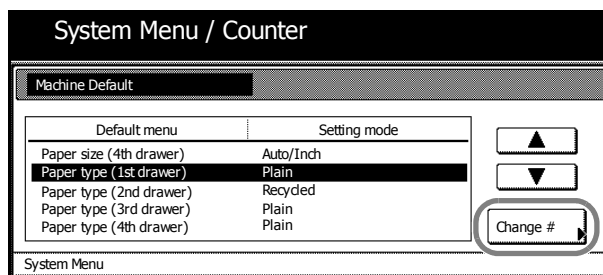 System Menu / Counter
Machine Default
Default menu Setting mode
Paper size (4th drawer) Auto/Inch
Paper type (1st drawer) Plain
Paper type (2nd drawer) Recycled
Paper type (3rd drawer) Plain
Paper type (4th drawer) Plain
Change #
System Menu